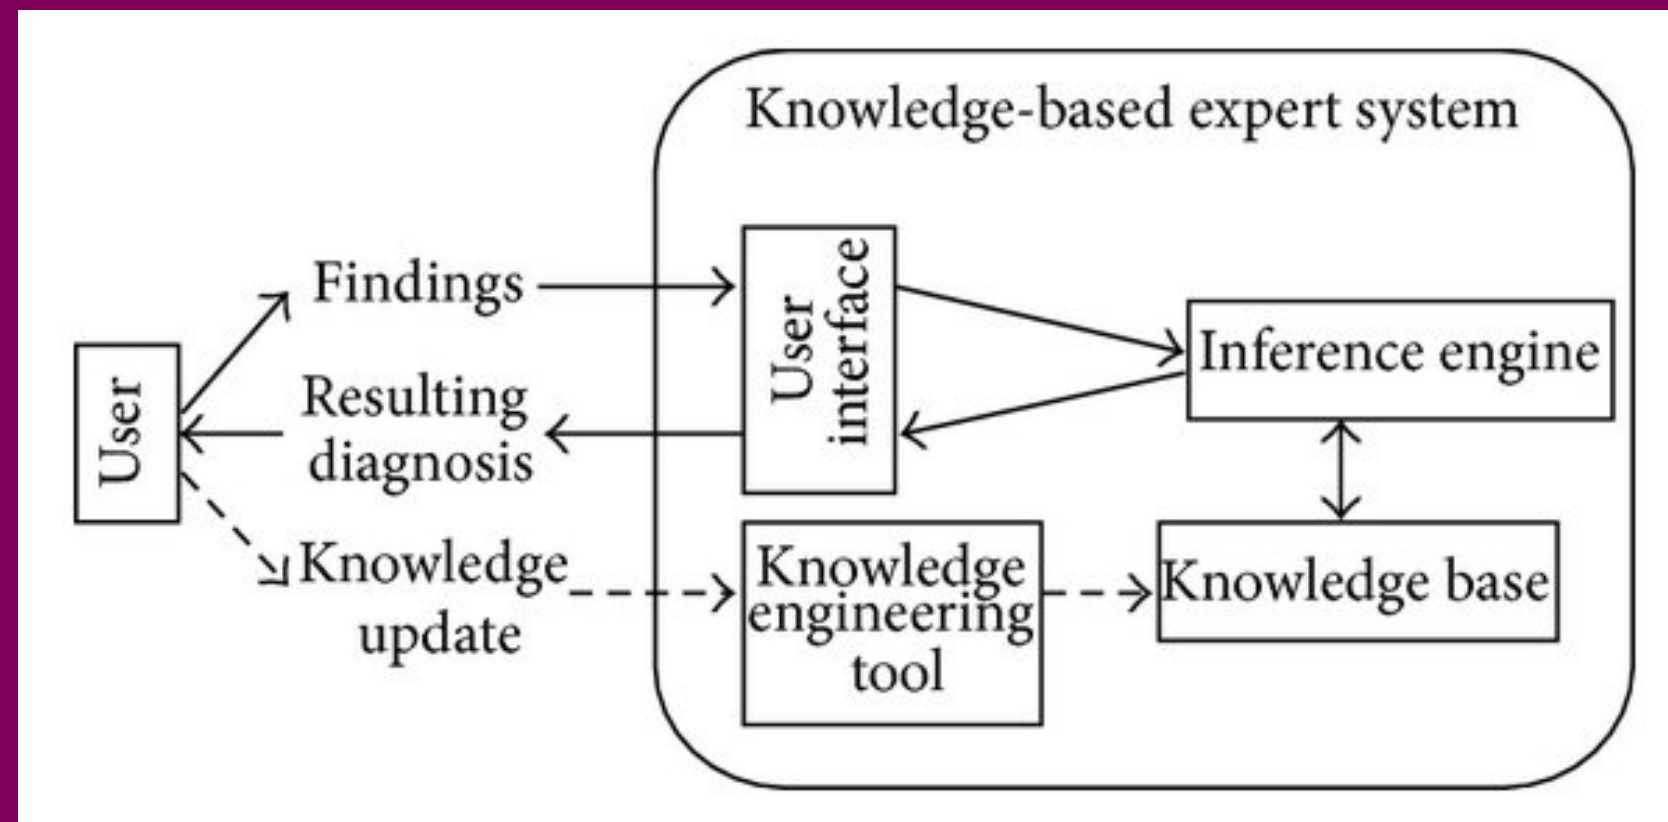 Knowledge-based expert system
User
Findings
Resulting
diagnosis
Knowledge
update
User
interface
Inference engine
Knowledge
engineering
tool
Knowledge base